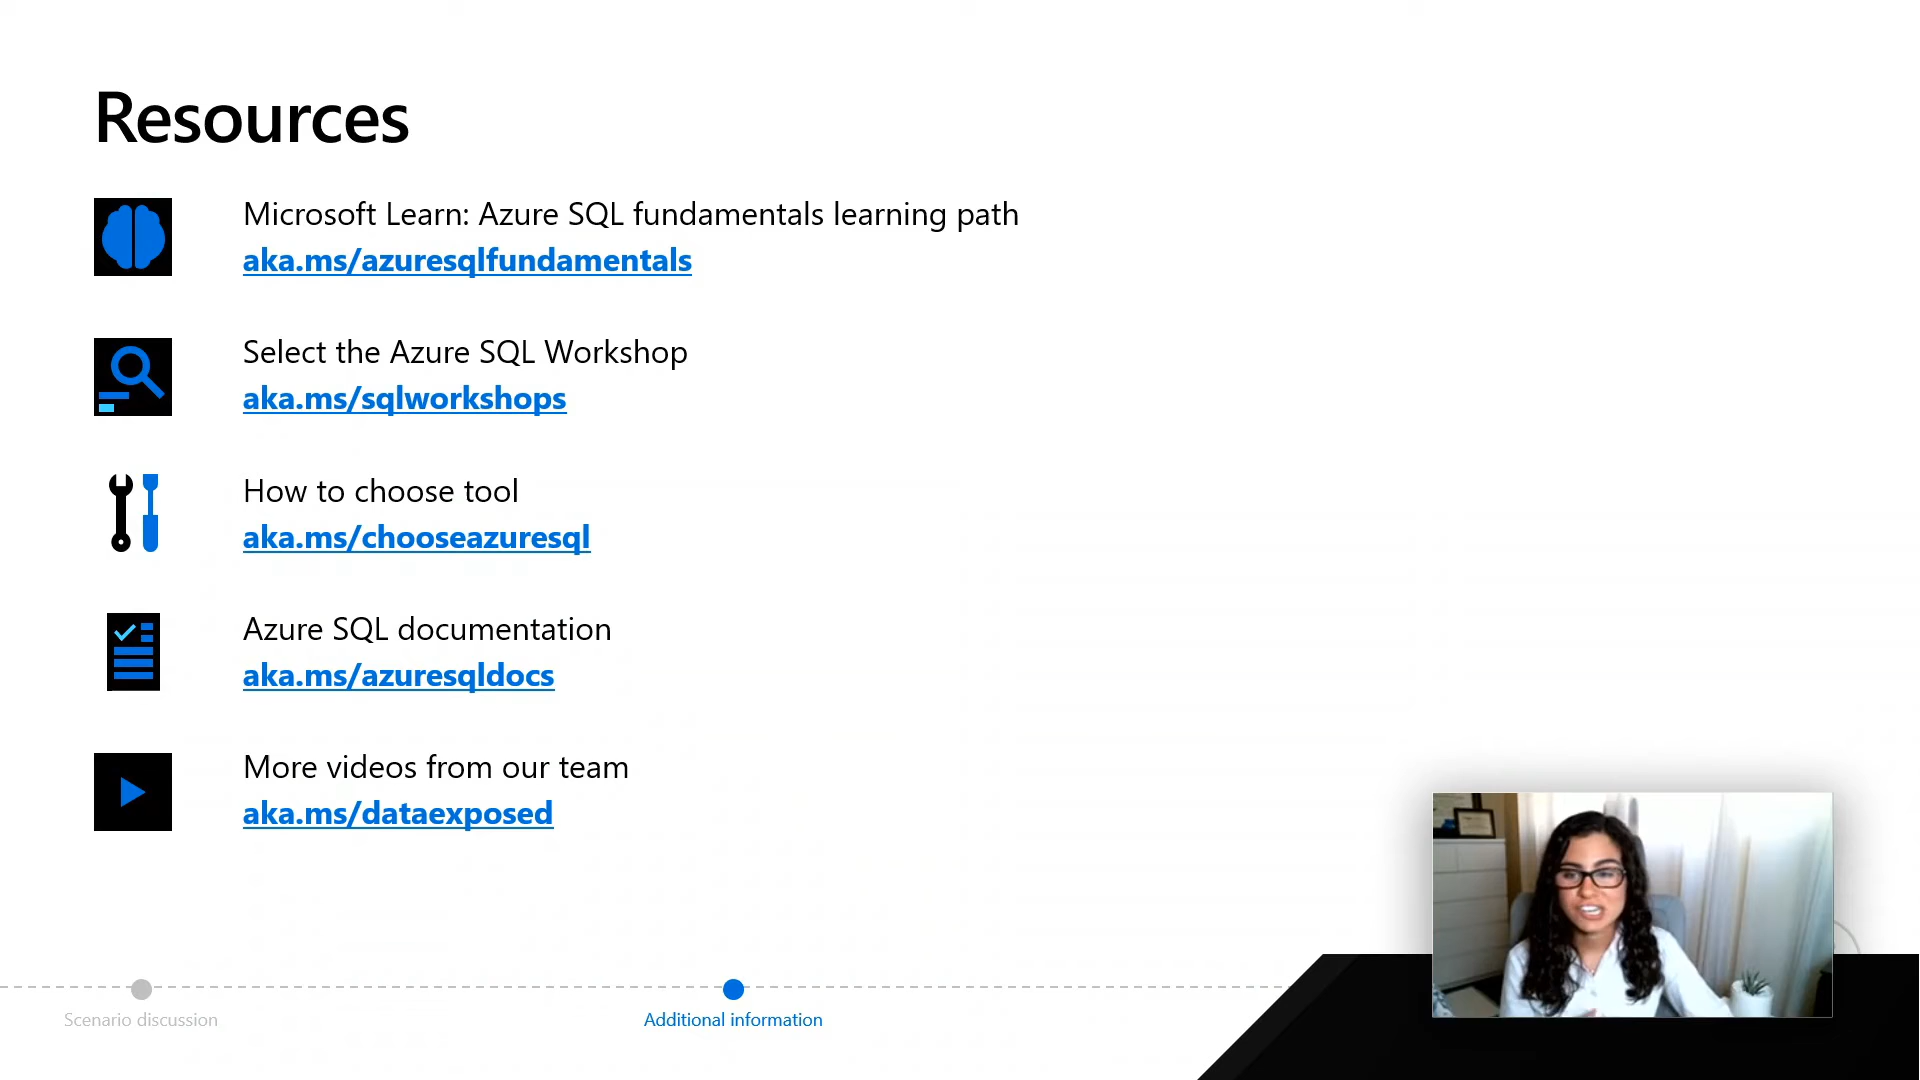 Resources
Microsoft Learn: Azure SQL fundamentals learning path
aka.ms/azuresqlfundamentals
Select the Azure SQL Workshop
aka.ms/sqlworkshops
How to choose tool
aka.ms/chooseazuresql
Azure SQL documentation
aka.ms/azuresqldocs
More videos from our team
aka.ms/dataexposed
Scenario discussion
Additional information